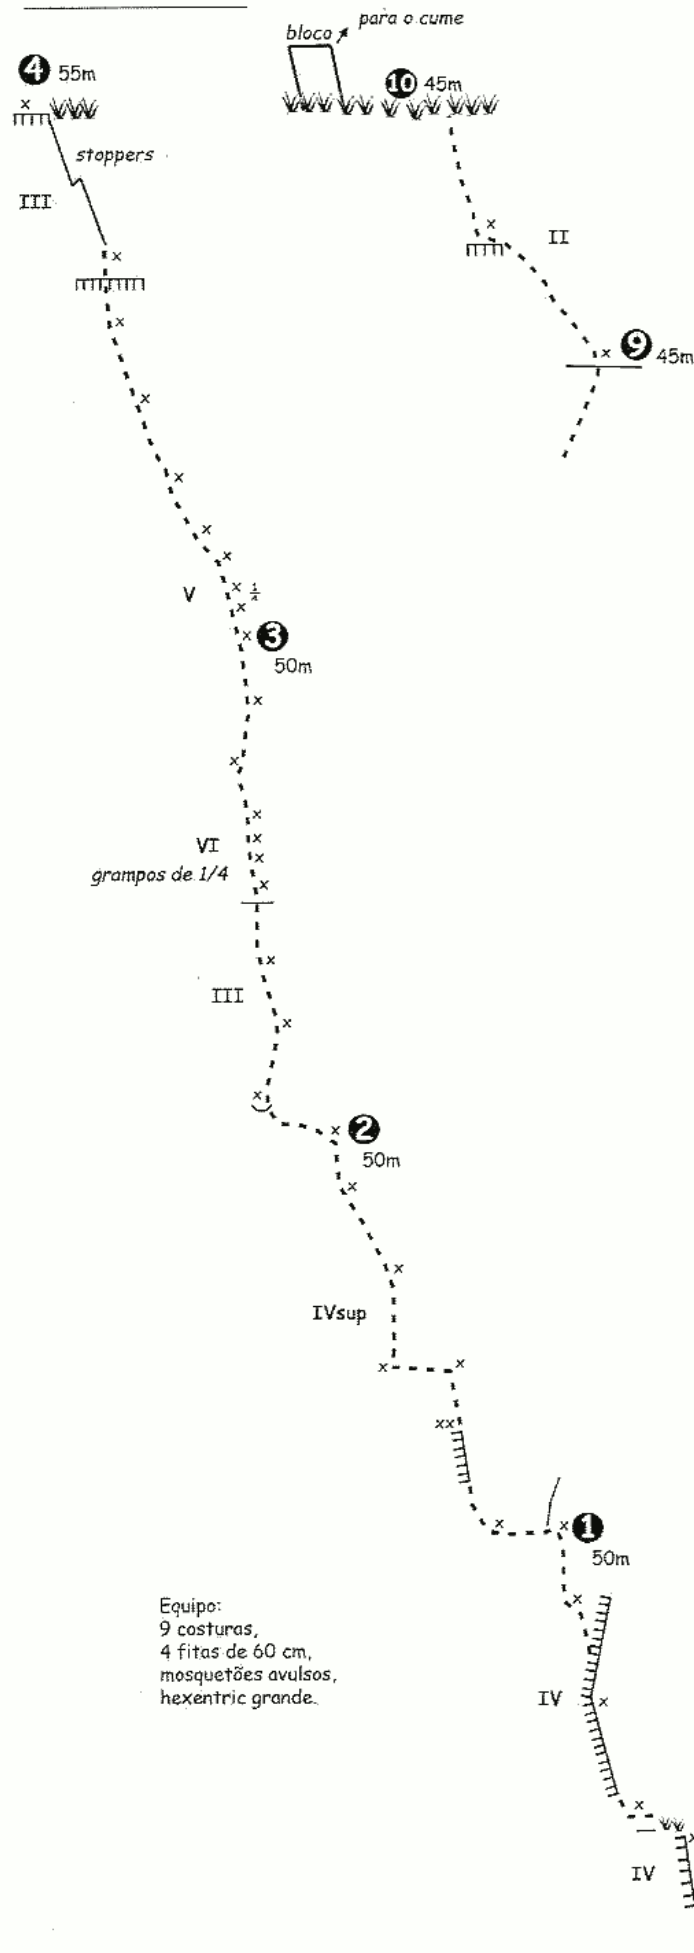 para o cume
bloco
4 55m
10 45m
stoppers
III
II
9 45m
V
1/4
3
50m
VI
grampos de 1/4
III
2
50m
IVsup
1
50m
Equipo:
9 costuras,
4 fitas de 60 cm,
mosquetões avulsos,
hexentric grande.
IV
IV